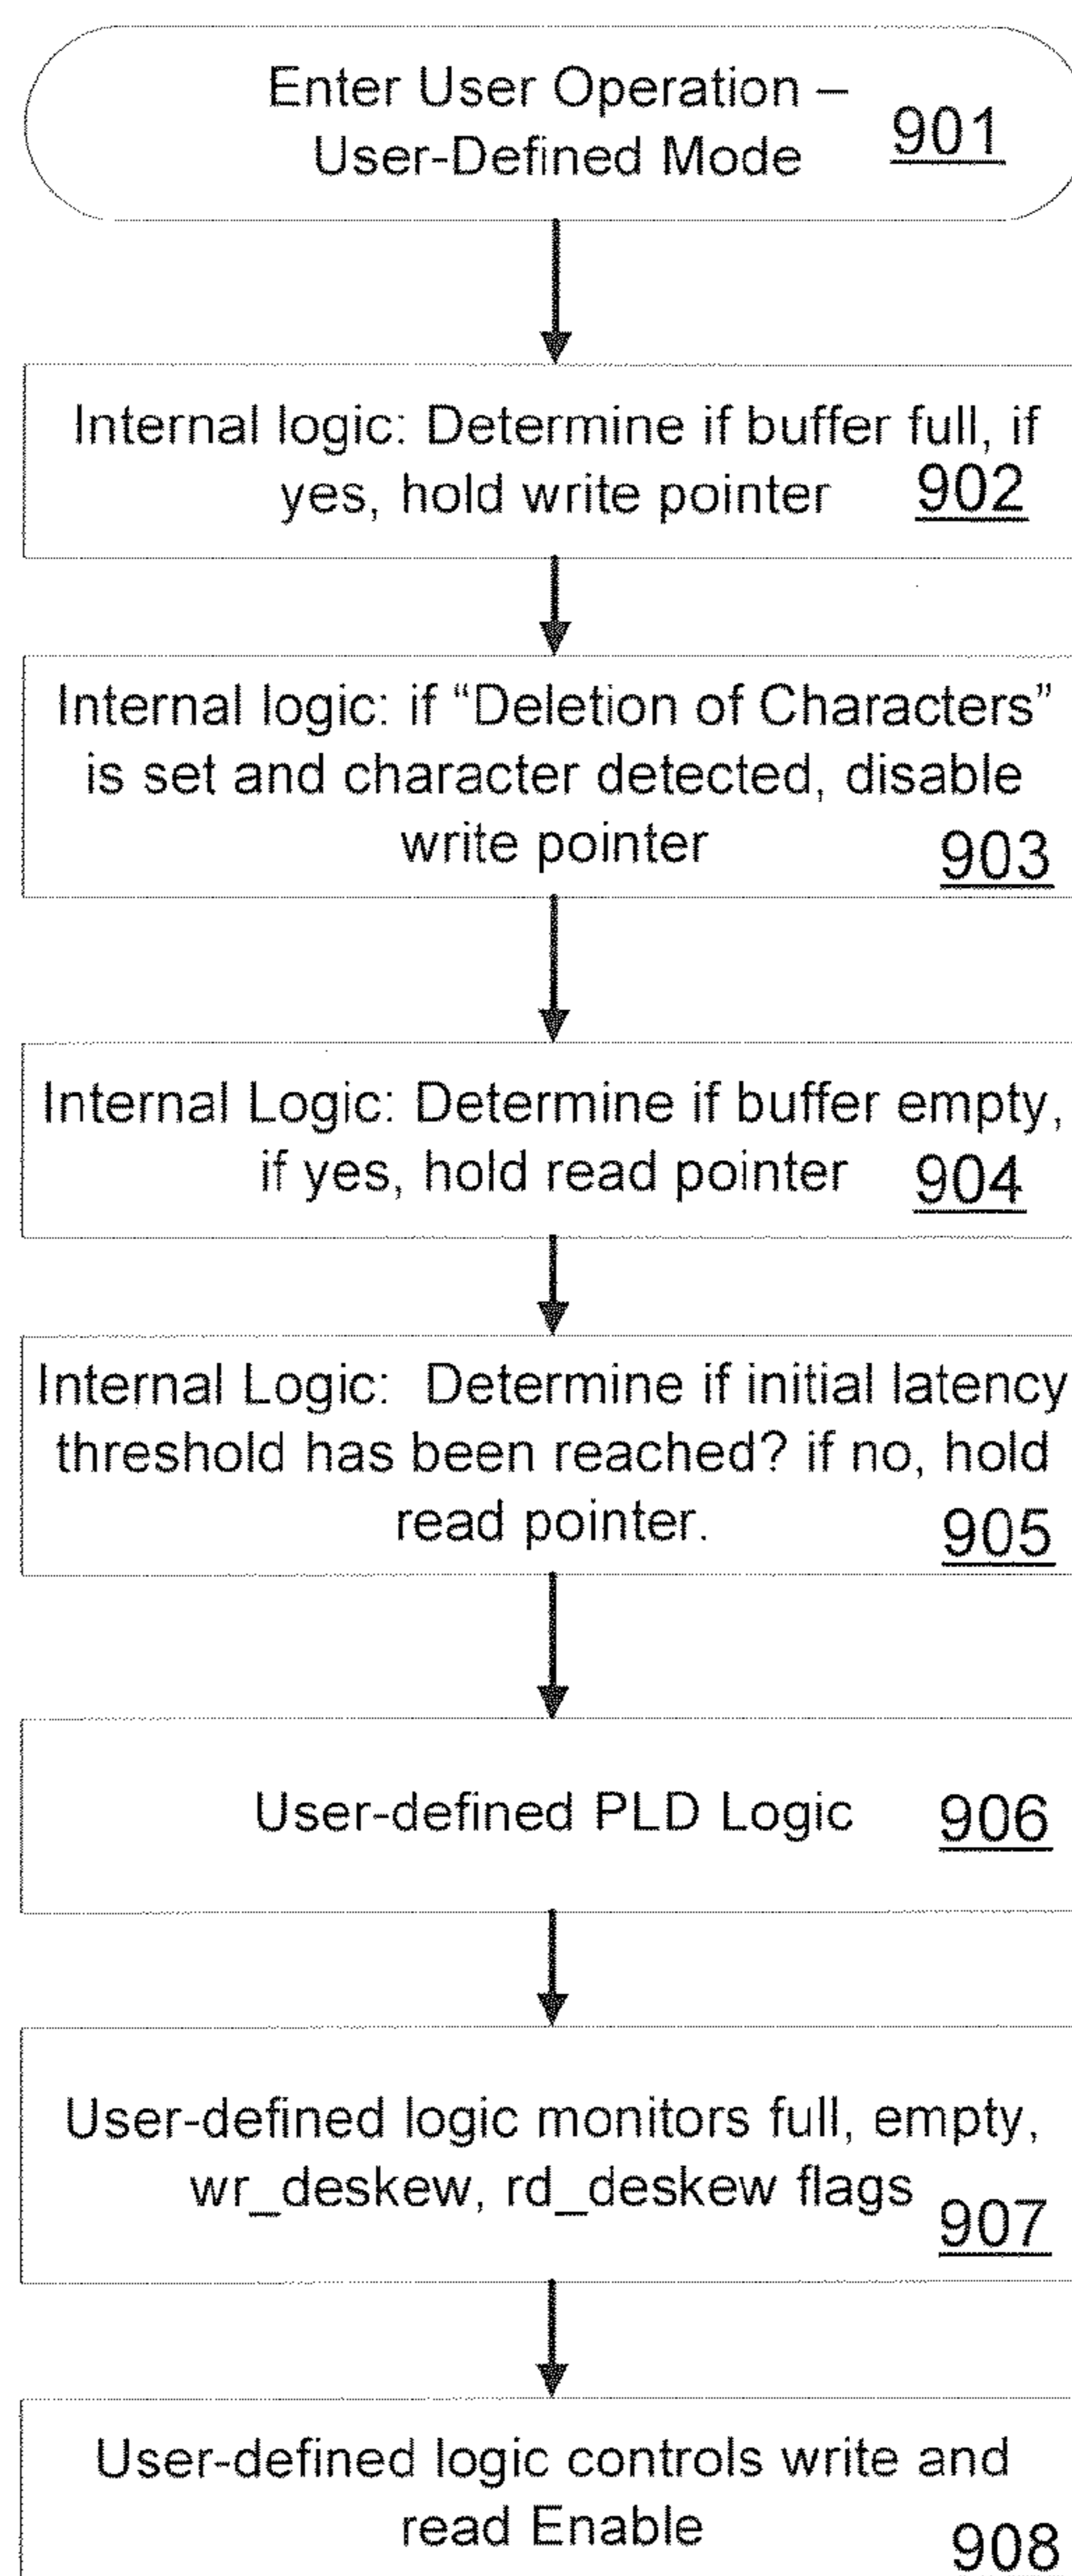 Enter User Operation –
User-Defined Mode 901
Internal logic: Determine if buffer full, if
yes, hold write pointer 902
Internal logic: if “Deletion of Characters”
is set and character detected, disable
write pointer 903
Internal Logic: Determine if buffer empty,
if yes, hold read pointer 904
Internal Logic: Determine if initial latency
threshold has been reached? if no, hold
read pointer. 905
User-defined PLD Logic 906
User-defined logic monitors full, empty,
wr_deskew, rd_deskew flags 907
User-defined logic controls write and
read Enable 908